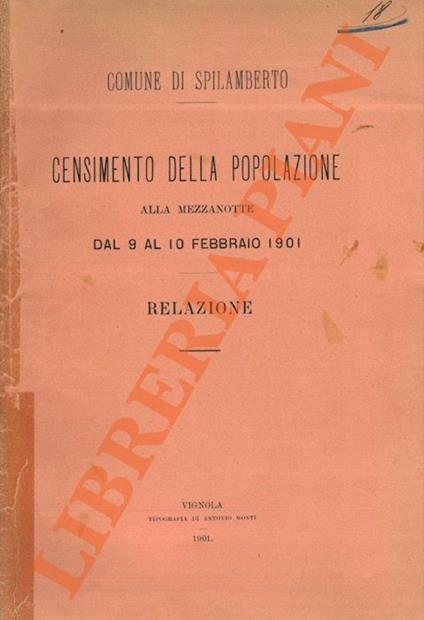 18
COMUNE DI SPILAMBERTO
CENSIMENTO DELLA POPOLAZIONE
ALLA MEZZANOTTE
DAL 9 AL 10 FEBBRAIO 1901
RELAZIONE
VIGNOLA
TIPOGRAFIA DI ANTONIO MONTI
1901.
LIBRERIA PIANI